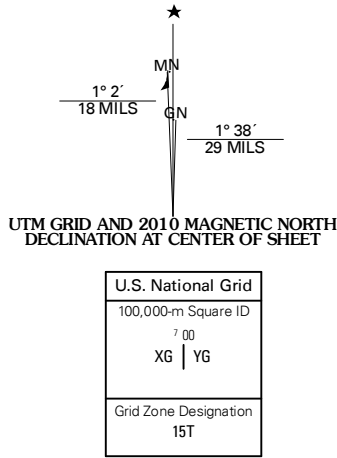 ★
MN
1° 2´
18 MILS
GN
1° 38´
29 MILS
UTM GRID AND 2010 MAGNETIC NORTH
DECLINATION AT CENTER OF SHEET
U.S. National Grid
100,000-m Square ID
7 00
XG | YG
Grid Zone Designation
15T